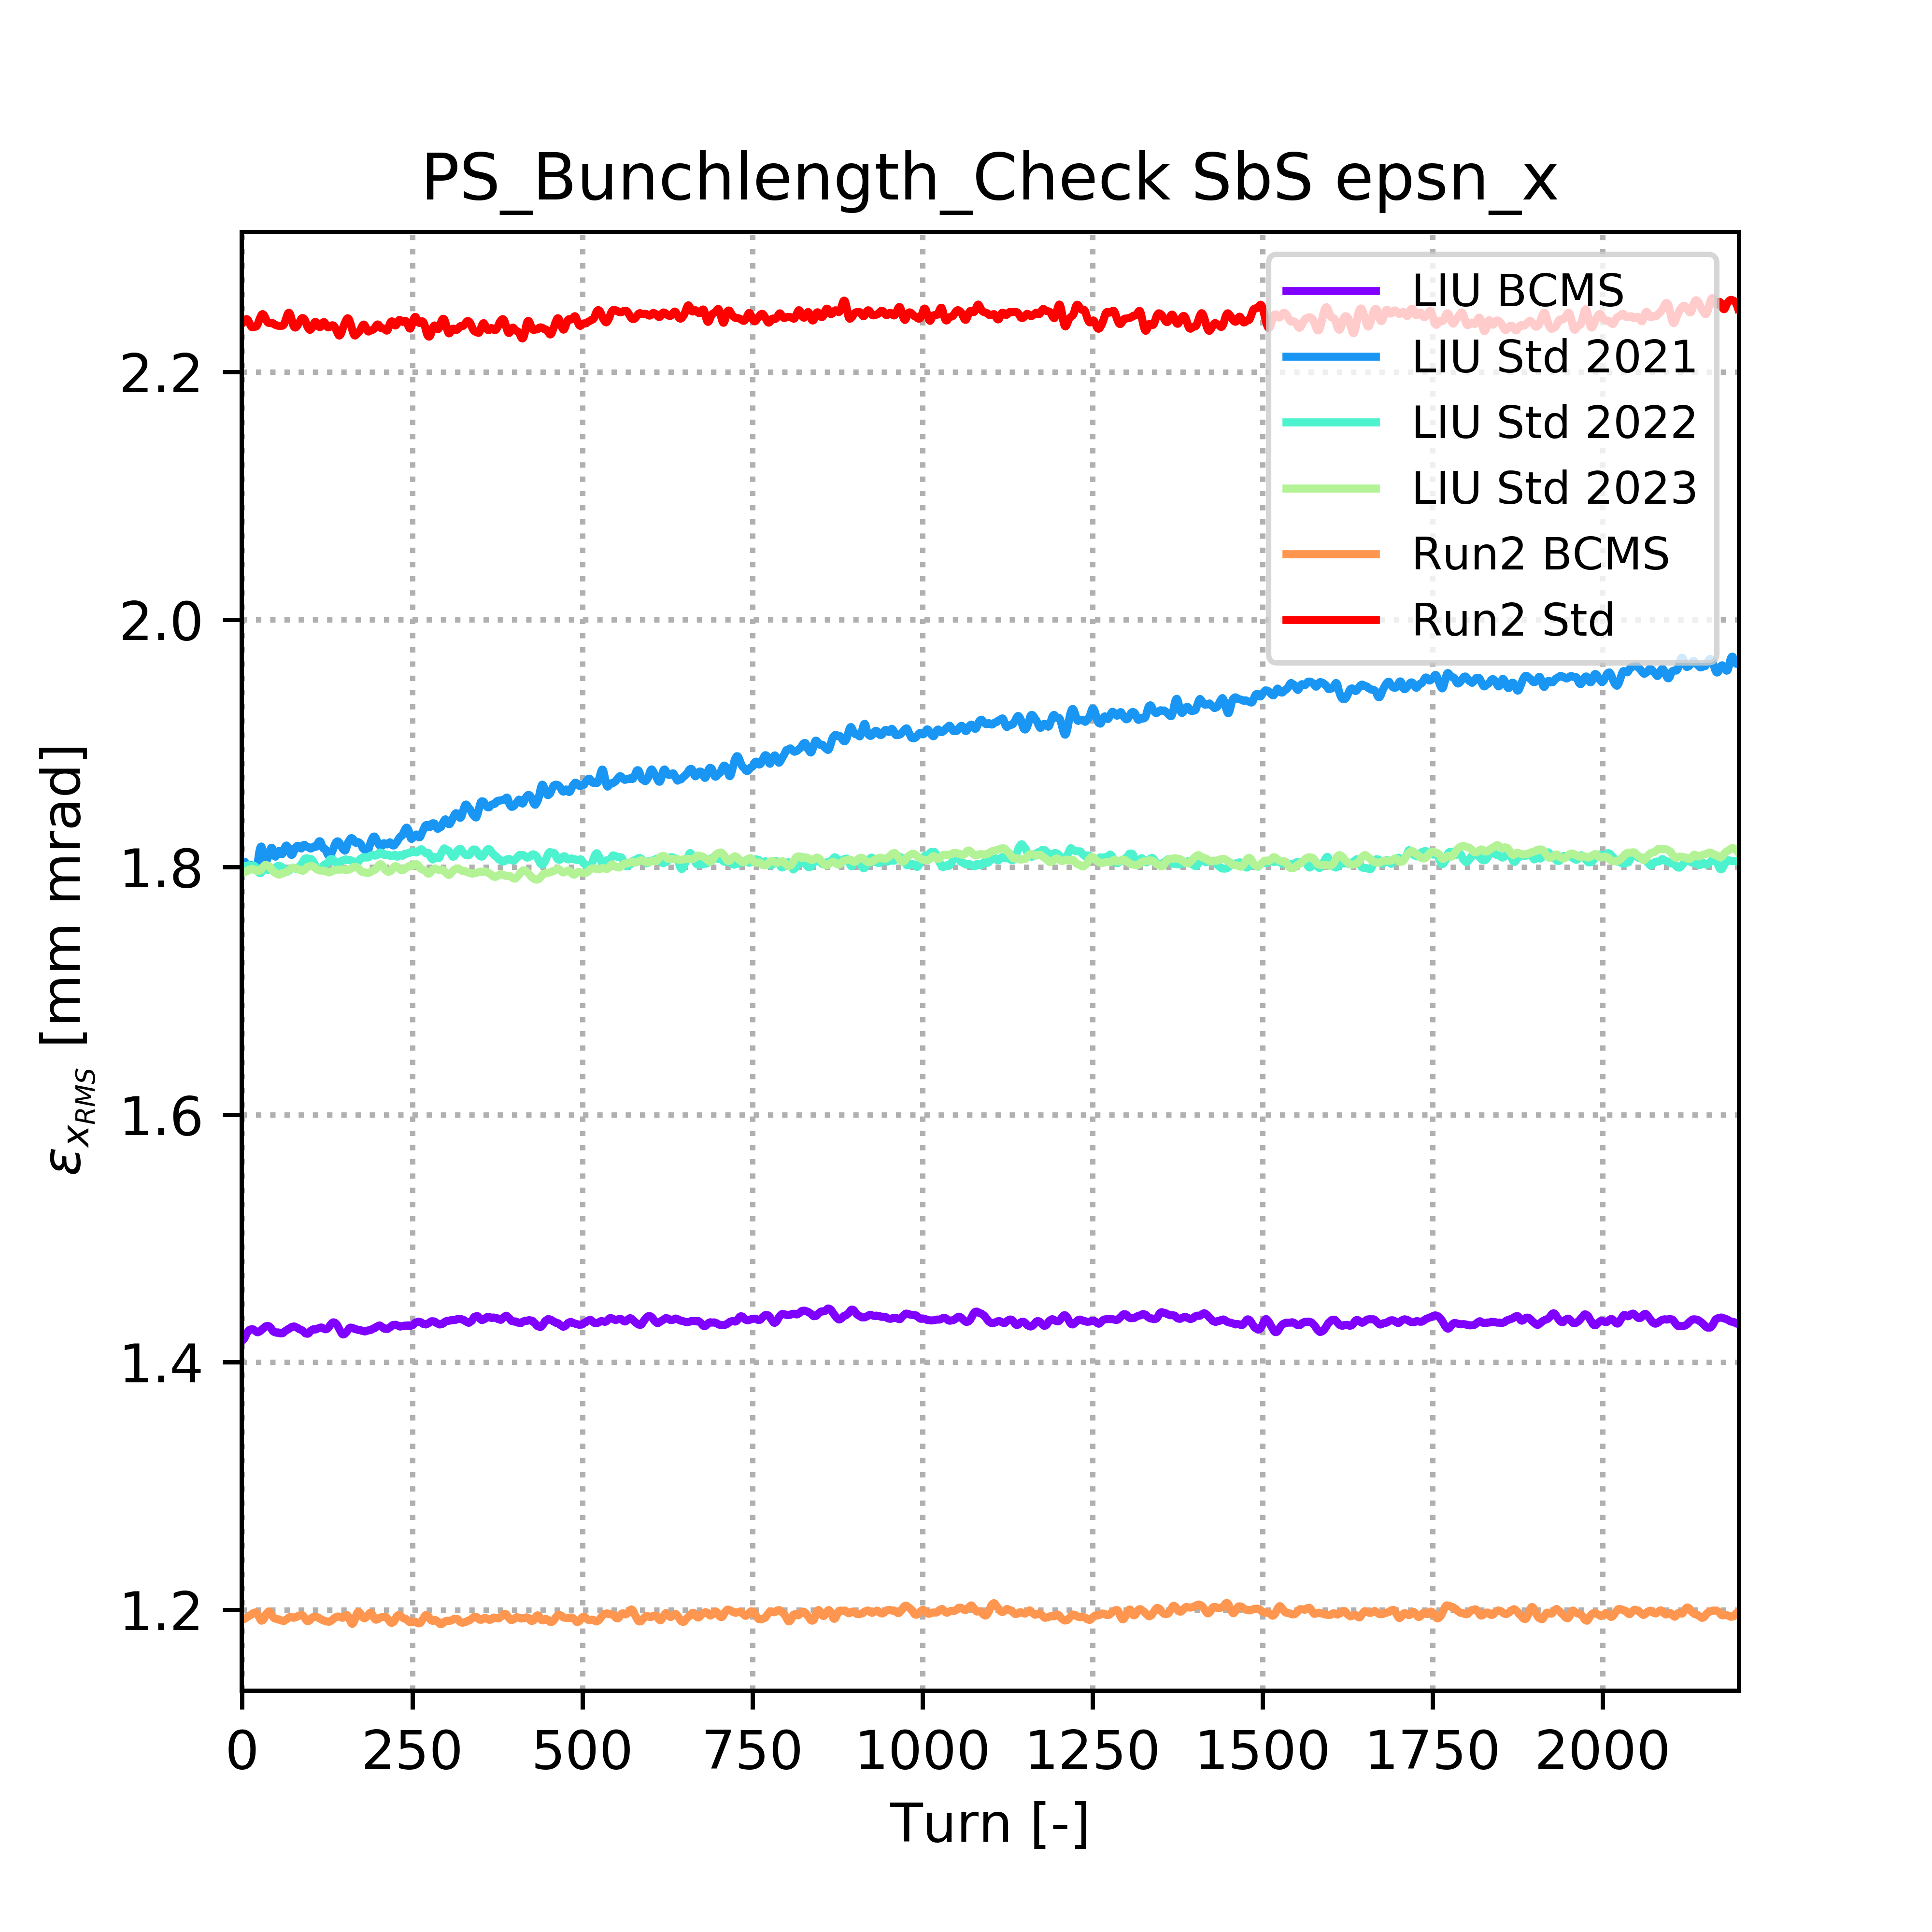 PS_Bunchlength_Check SbS epsn_x
LIU BCMS
LIU Std 2021
LIU Std 2022
LIU Std 2023
Run2 BCMS
Run2 Std
2.2
2.0
1.8
1.6
1.4
1.2
ε_{x_{RMS}} [mm mrad]
0 250 500 750 1000 1250 1500 1750 2000
Turn [-]